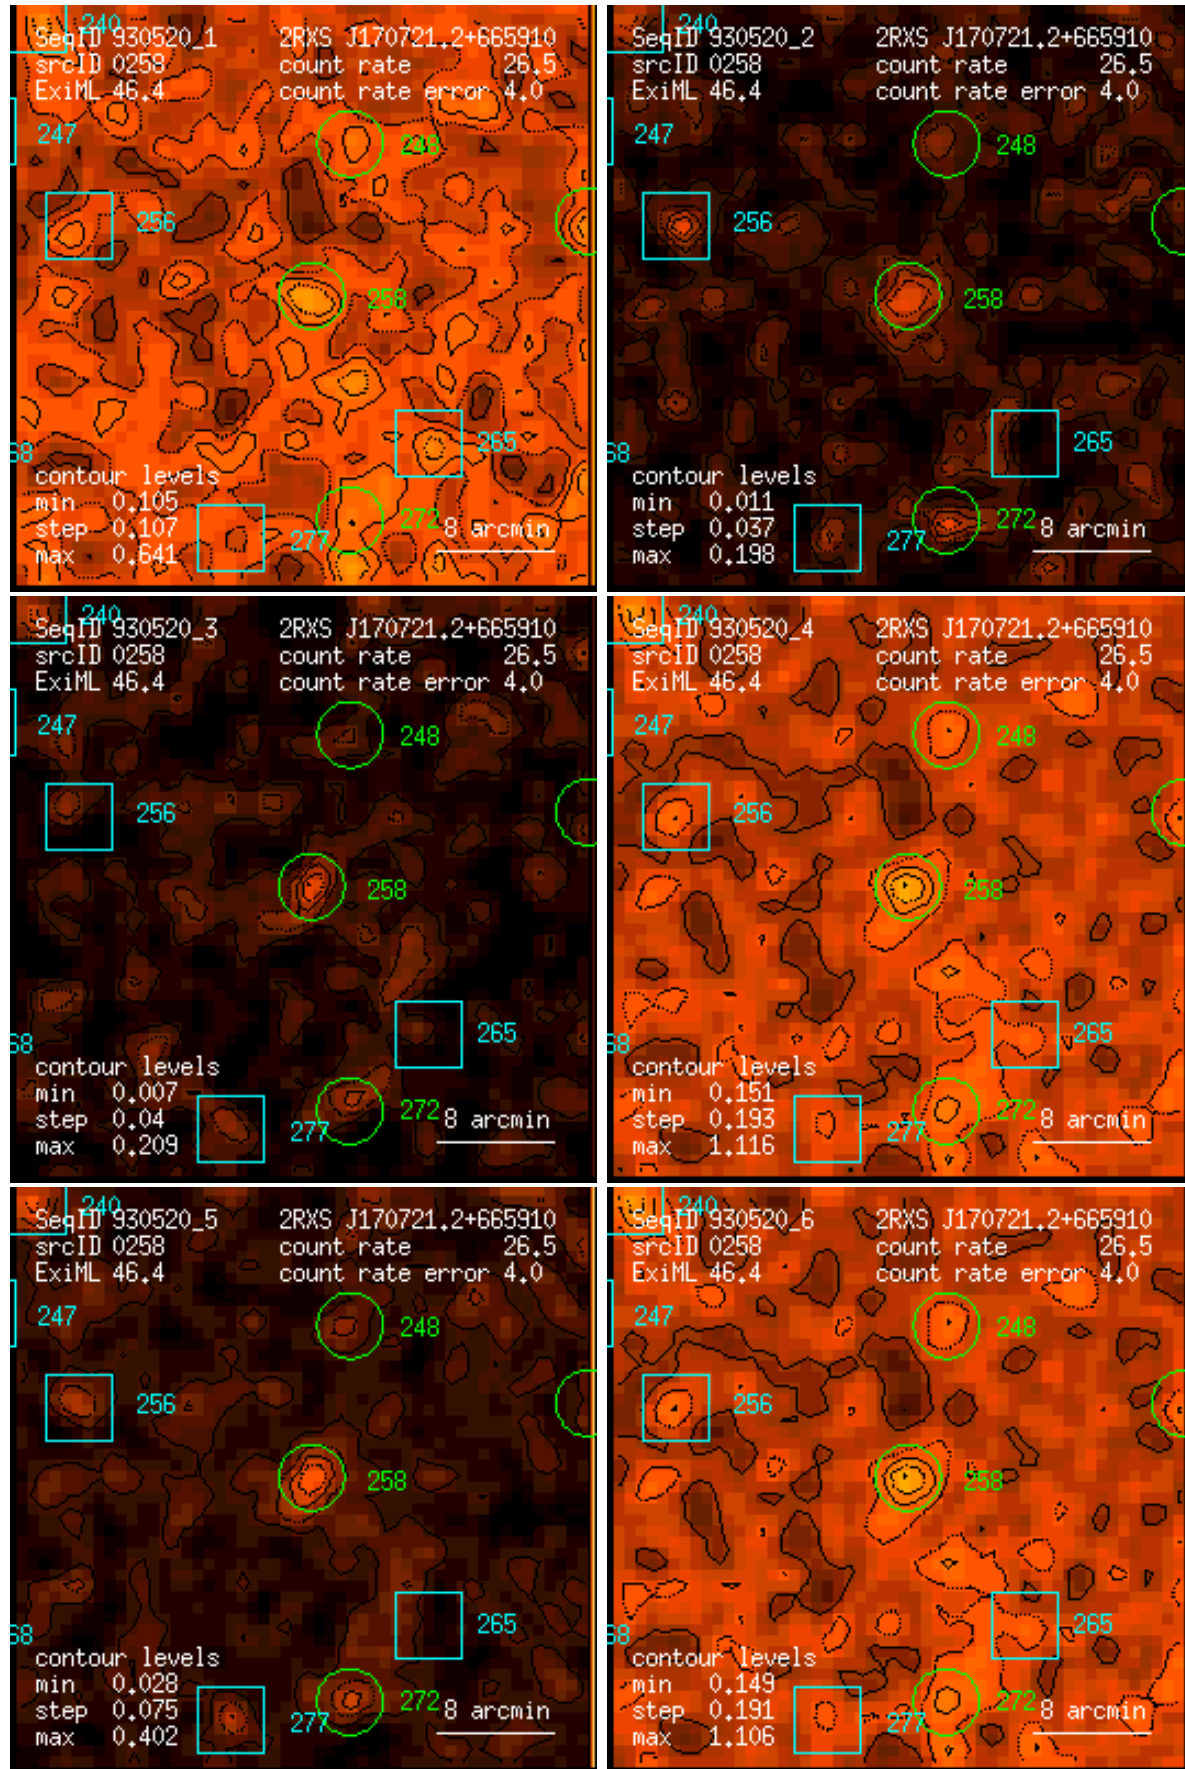 240
SeqID 930520_1 2RXS J170721.2+665910
srcID 0258 count rate 26.5
ExiML 46.4 count rate error 4.0
247
248
256
258
265
68
contour levels
min 0.105
step 0.107
max 0.641
277
272
8 arcmin
240
SeqID 930520_2 2RXS J170721.2+665910
srcID 0258 count rate 26.5
ExiML 46.4 count rate error 4.0
247
248
256
258
265
68
contour levels
min 0.011
step 0.037
max 0.198
277
272
8 arcmin
240
SeqID 930520_3 2RXS J170721.2+665910
srcID 0258 count rate 26.5
ExiML 46.4 count rate error 4.0
247
248
256
258
265
68
contour levels
min 0.007
step 0.04
max 0.209
277
272
8 arcmin
240
SeqID 930520_4 2RXS J170721.2+665910
srcID 0258 count rate 26.5
ExiML 46.4 count rate error 4.0
247
248
256
258
265
68
contour levels
min 0.151
step 0.193
max 1.116
277
272
8 arcmin
240
SeqID 930520_5 2RXS J170721.2+665910
srcID 0258 count rate 26.5
ExiML 46.4 count rate error 4.0
247
248
256
258
265
68
contour levels
min 0.028
step 0.075
max 0.402
277
272
8 arcmin
240
SeqID 930520_6 2RXS J170721.2+665910
srcID 0258 count rate 26.5
ExiML 46.4 count rate error 4.0
247
248
256
258
265
68
contour levels
min 0.149
step 0.191
max 1.106
277
272
8 arcmin